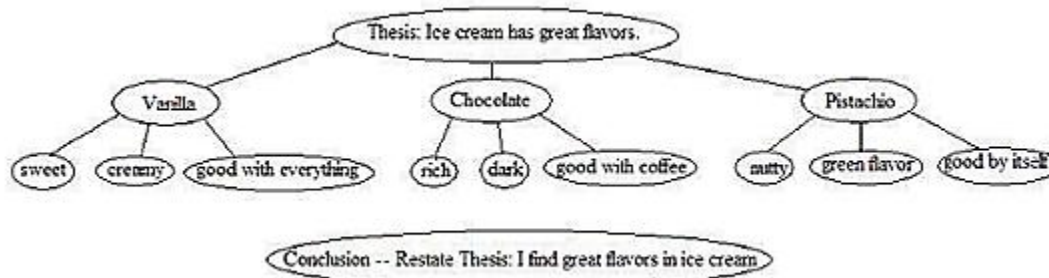 Thesis: Ice cream has great flavors.
Vanilla
Chocolate
Pistachio
sweet
creamy
good with everything
rich
dark
good with coffee
nutty
green flavor
good by itself
Conclusion -- Restate Thesis: I find great flavors in ice cream